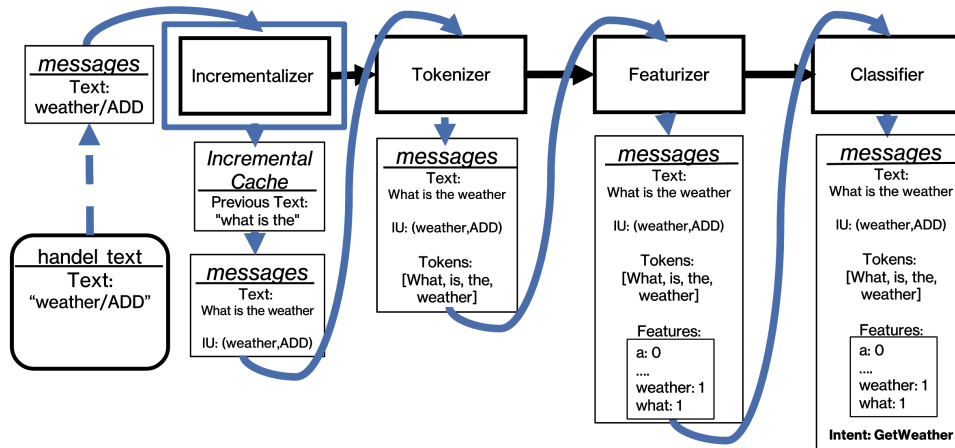 messages
Text:
weather/ADD
handel text
Text:
“weather/ADD”
Incrementalizer
Incremental
Cache
Previous Text:
"what is the"
messages
Text:
What is the weather
IU: (weather,ADD)
Tokenizer
messages
Text:
What is the weather
IU: (weather,ADD)
Tokens:
[What, is, the,
weather]
Featurizer
messages
Text:
What is the weather
IU: (weather,ADD)
Tokens:
[What, is, the,
weather]
Features:
a: 0
....
weather: 1
what: 1
Classifier
messages
Text:
What is the weather
IU: (weather,ADD)
Tokens:
[What, is, the,
weather]
Features:
a: 0
....
weather: 1
what: 1
Intent: GetWeather